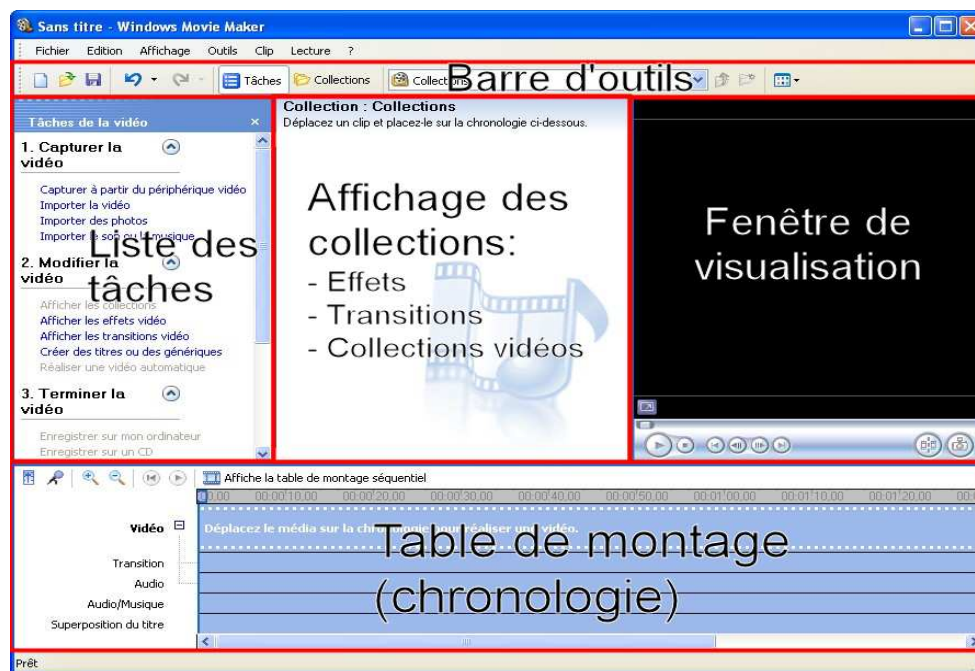 Sans titre - Windows Movie Maker
Fichier Edition Affichage Outils Clip Lecture ?
Tâches Collections Collections
Barre d'outils
Tâches de la vidéo
1. Capturer la
vidéo
Capturer à partir du périphérique vidéo
Importer la vidéo
Importer des photos
Importer le son ou la musique
Liste des
tâches
2. Modifier la
vidéo
Afficher les collections
Afficher les effets vidéo
Afficher les transitions vidéo
Créer des titres ou des génériques
Réaliser une vidéo automatique
3. Terminer la
vidéo
Enregistrer sur mon ordinateur
Enregistrer sur un CD
Collection : Collections
Déplacez un clip et placez-le sur la chronologie ci-dessous.
Affichage des
collections:
- Effets
- Transitions
- Collections vidéos
Fenêtre de
visualisation
Affiche la table de montage séquentiel
00:00:10,00 00:00:20,00 00:00:30,00 00:00:40,00 00:00:50,00 00:01:00,00 00:01:10,00 00:01:20,00
Vidéo
Déplacez le média sur la chronologie pour réaliser une vidéo.
Table de montage
(chronologie)
Transition
Audio
Audio/Musique
Superposition du titre
Prêt